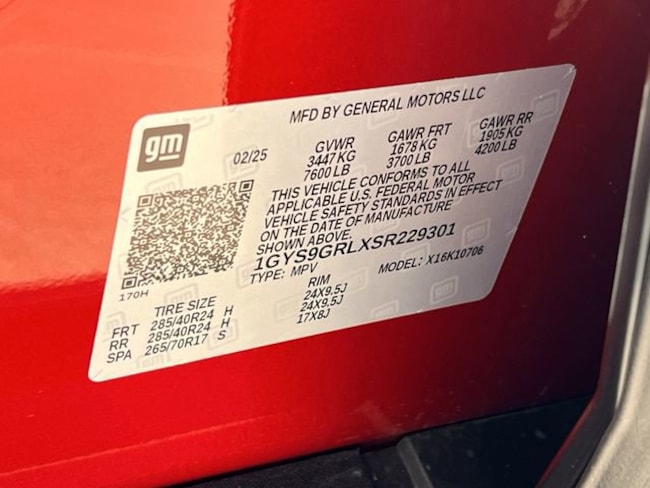 MFD BY GENERAL MOTORS LLC
gm
02/25
GVWR GAWR FRT GAWR RR
3447 KG 1678 KG 1905 KG
7600 LB 3700 LB 4200 LB
THIS VEHICLE CONFORMS TO ALL
APPLICABLE U.S. FEDERAL MOTOR
VEHICLE SAFETY STANDARDS IN EFFECT
ON THE DATE OF MANUFACTURE
SHOWN ABOVE.
1GYS9GRLXSR229301
TYPE: MPV MODEL: X16K10706
170H
TIRE SIZE RIM
FRT 285/40R24 H 24X9.5J
RR 285/40R24 H 24X9.5J
SPA 265/70R17 S 17X8J